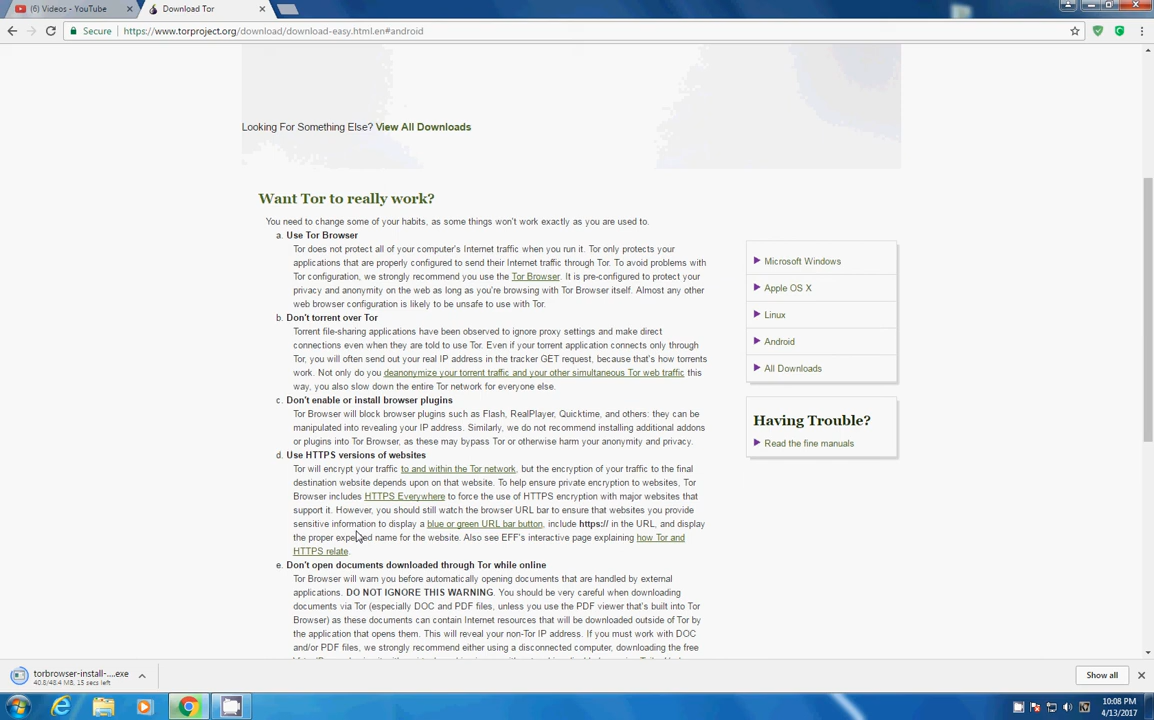 (6) Videos - YouTube
Download Tor
Secure
https://www.torproject.org/download/download-easy.html.en#android
Looking For Something Else? View All Downloads
Want Tor to really work?
You need to change some of your habits, as some things won't work exactly as you are used to.
a. Use Tor Browser
Tor does not protect all of your computer's Internet traffic when you run it. Tor only protects your
applications that are properly configured to send their Internet traffic through Tor. To avoid problems with
Tor configuration, we strongly recommend you use the Tor Browser. It is pre-configured to protect your
privacy and anonymity on the web as long as you're browsing with Tor Browser itself. Almost any other
web browser configuration is likely to be unsafe to use with Tor.
b. Don't torrent over Tor
Torrent file-sharing applications have been observed to ignore proxy settings and make direct
connections even when they are told to use Tor. Even if your torrent application connects only through
Tor, you will often send out your real IP address in the tracker GET request, because that's how torrents
work. Not only do you deanonymize your torrent traffic and your other simultaneous Tor web traffic this
way, you also slow down the entire Tor network for everyone else.
c. Don't enable or install browser plugins
Tor Browser will block browser plugins such as Flash, RealPlayer, Quicktime, and others: they can be
manipulated into revealing your IP address. Similarly, we do not recommend installing additional addons
or plugins into Tor Browser, as these may bypass Tor or otherwise harm your anonymity and privacy.
d. Use HTTPS versions of websites
Tor will encrypt your traffic to and within the Tor network, but the encryption of your traffic to the final
destination website depends upon on that website. To help ensure private encryption to websites, Tor
Browser includes HTTPS Everywhere to force the use of HTTPS encryption with major websites that
support it. However, you should still watch the browser URL bar to ensure that websites you provide
sensitive information to display a blue or green URL bar button, include https:// in the URL, and display
the proper expected name for the website. Also see EFF's interactive page explaining how Tor and
HTTPS relate.
e. Don't open documents downloaded through Tor while online
Tor Browser will warn you before automatically opening documents that are handled by external
applications. DO NOT IGNORE THIS WARNING. You should be very careful when downloading
documents via Tor (especially DOC and PDF files, unless you use the PDF viewer that's built into Tor
Browser) as these documents can contain Internet resources that will be downloaded outside of Tor by
the application that opens them. This will reveal your non-Tor IP address. If you must work with DOC
and/or PDF files, we strongly recommend either using a disconnected computer, downloading the free
Microsoft Windows
Apple OS X
Linux
Android
All Downloads
Having Trouble?
Read the fine manuals
torbrowser-install-....exe
40.8/48.4 MB, 15 secs left
Show all
10:08 PM
4/13/2017